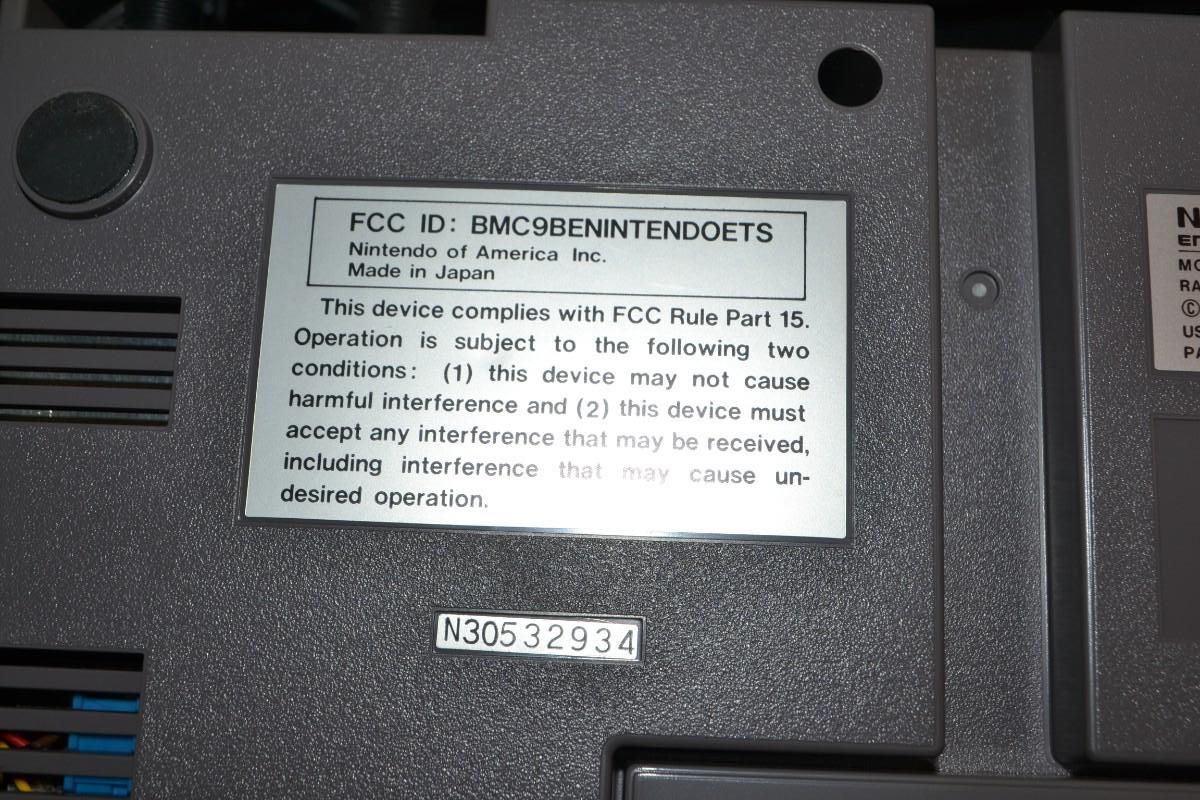 FCC ID: BMC9BENINTENDOETS
Nintendo of America Inc.
Made in Japan
This device complies with FCC Rule Part 15.
Operation is subject to the following two
conditions: (1) this device may not cause
harmful interference and (2) this device must
accept any interference that may be received,
including interference that may cause un-
desired operation.
N30532934